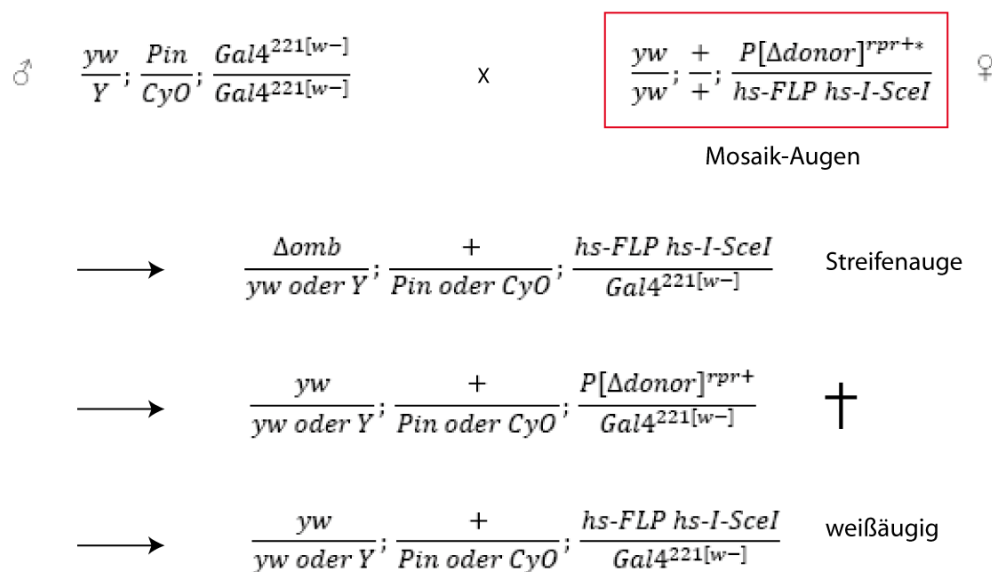 ♂ yw/Y; Pin/CyO; Gal4^221[w−]/Gal4^221[w−] x yw/yw; +/+; P[Δdonor]^rpr+*/hs-FLP hs-I-SceI ♀
Mosaik-Augen
⟶ Δomb/yw oder Y; +/Pin oder CyO; hs-FLP hs-I-SceI/Gal4^221[w−] Streifenauge
⟶ yw/yw oder Y; +/Pin oder CyO; P[Δdonor]^rpr+/Gal4^221[w−] †
⟶ yw/yw oder Y; +/Pin oder CyO; hs-FLP hs-I-SceI/Gal4^221[w−] weißäugig